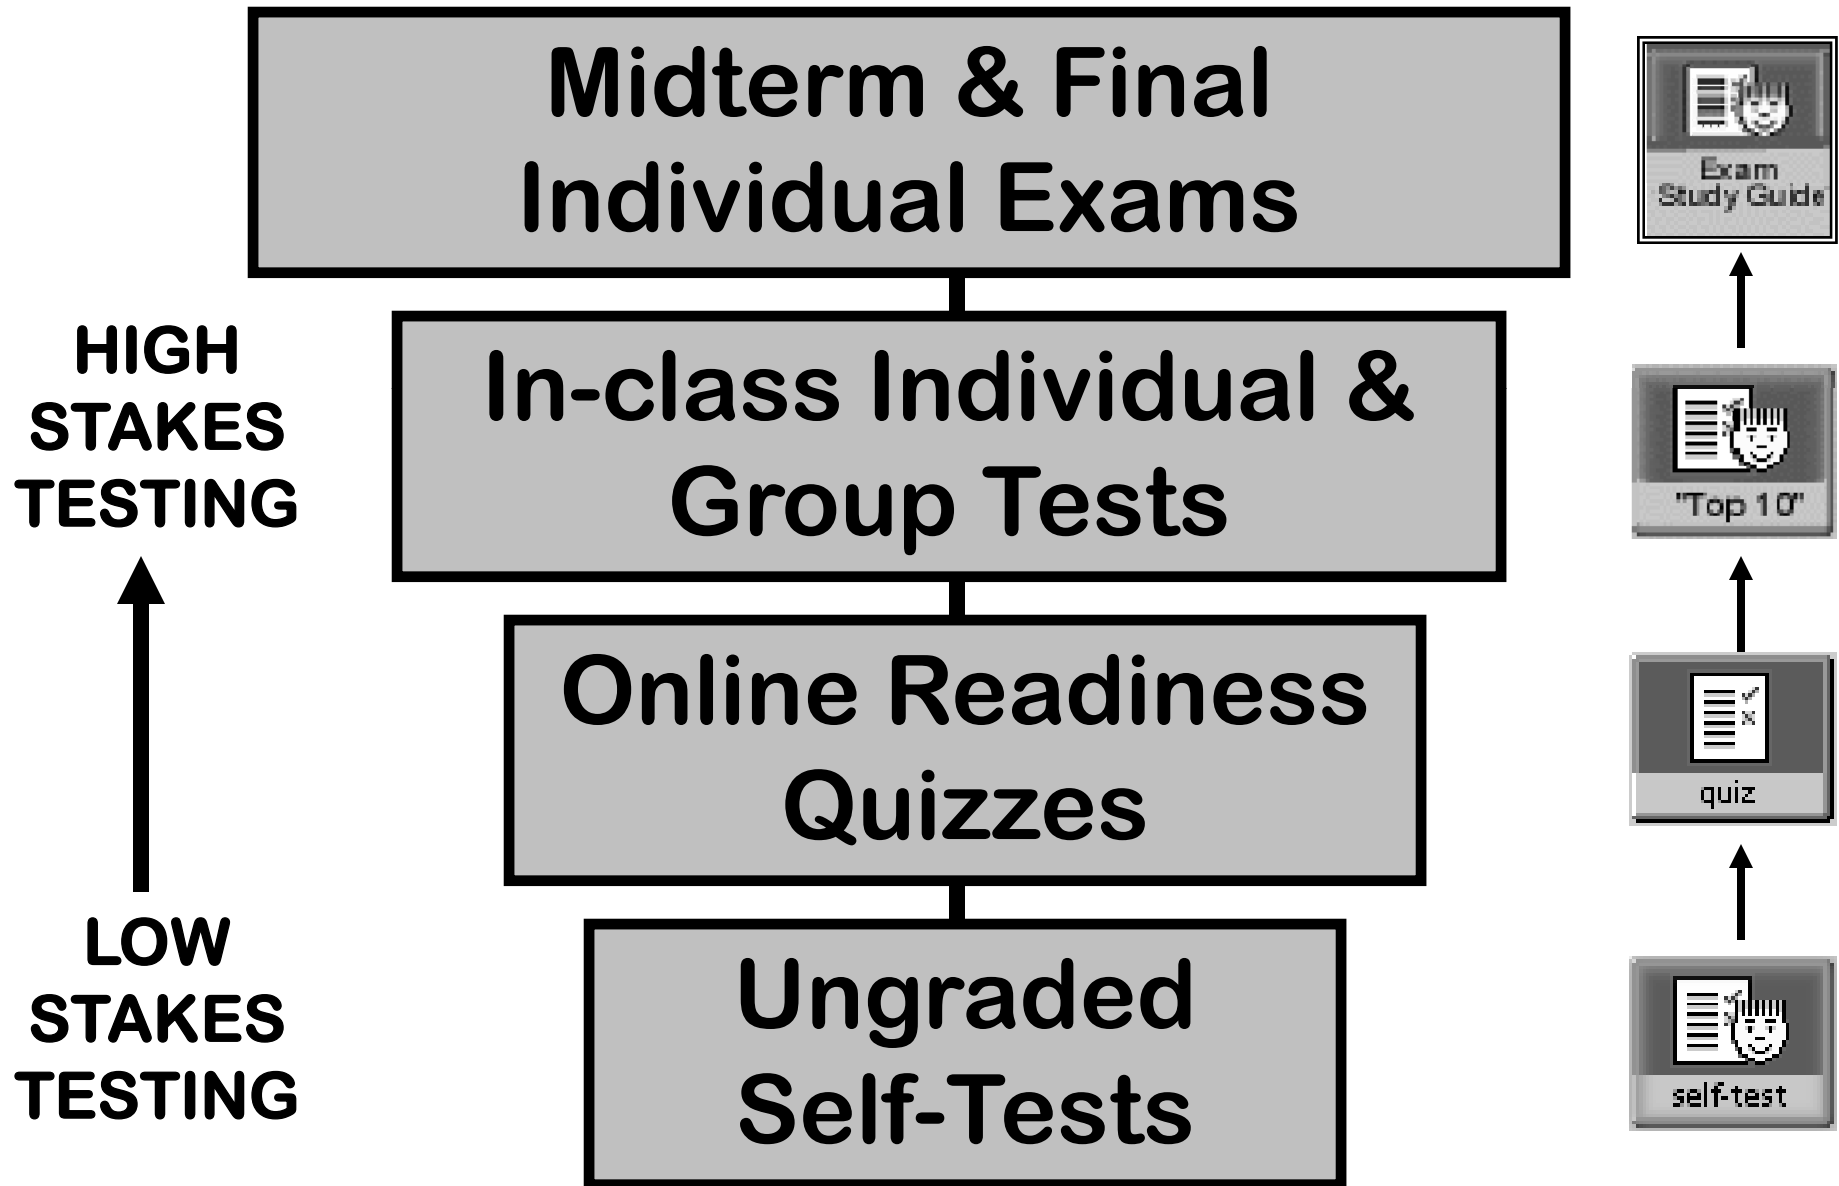 Midterm & Final
Individual Exams
Exam
Study Guide
HIGH
STAKES
TESTING
In-class Individual &
Group Tests
"Top 10"
Online Readiness
Quizzes
quiz
LOW
STAKES
TESTING
Ungraded
Self-Tests
self-test